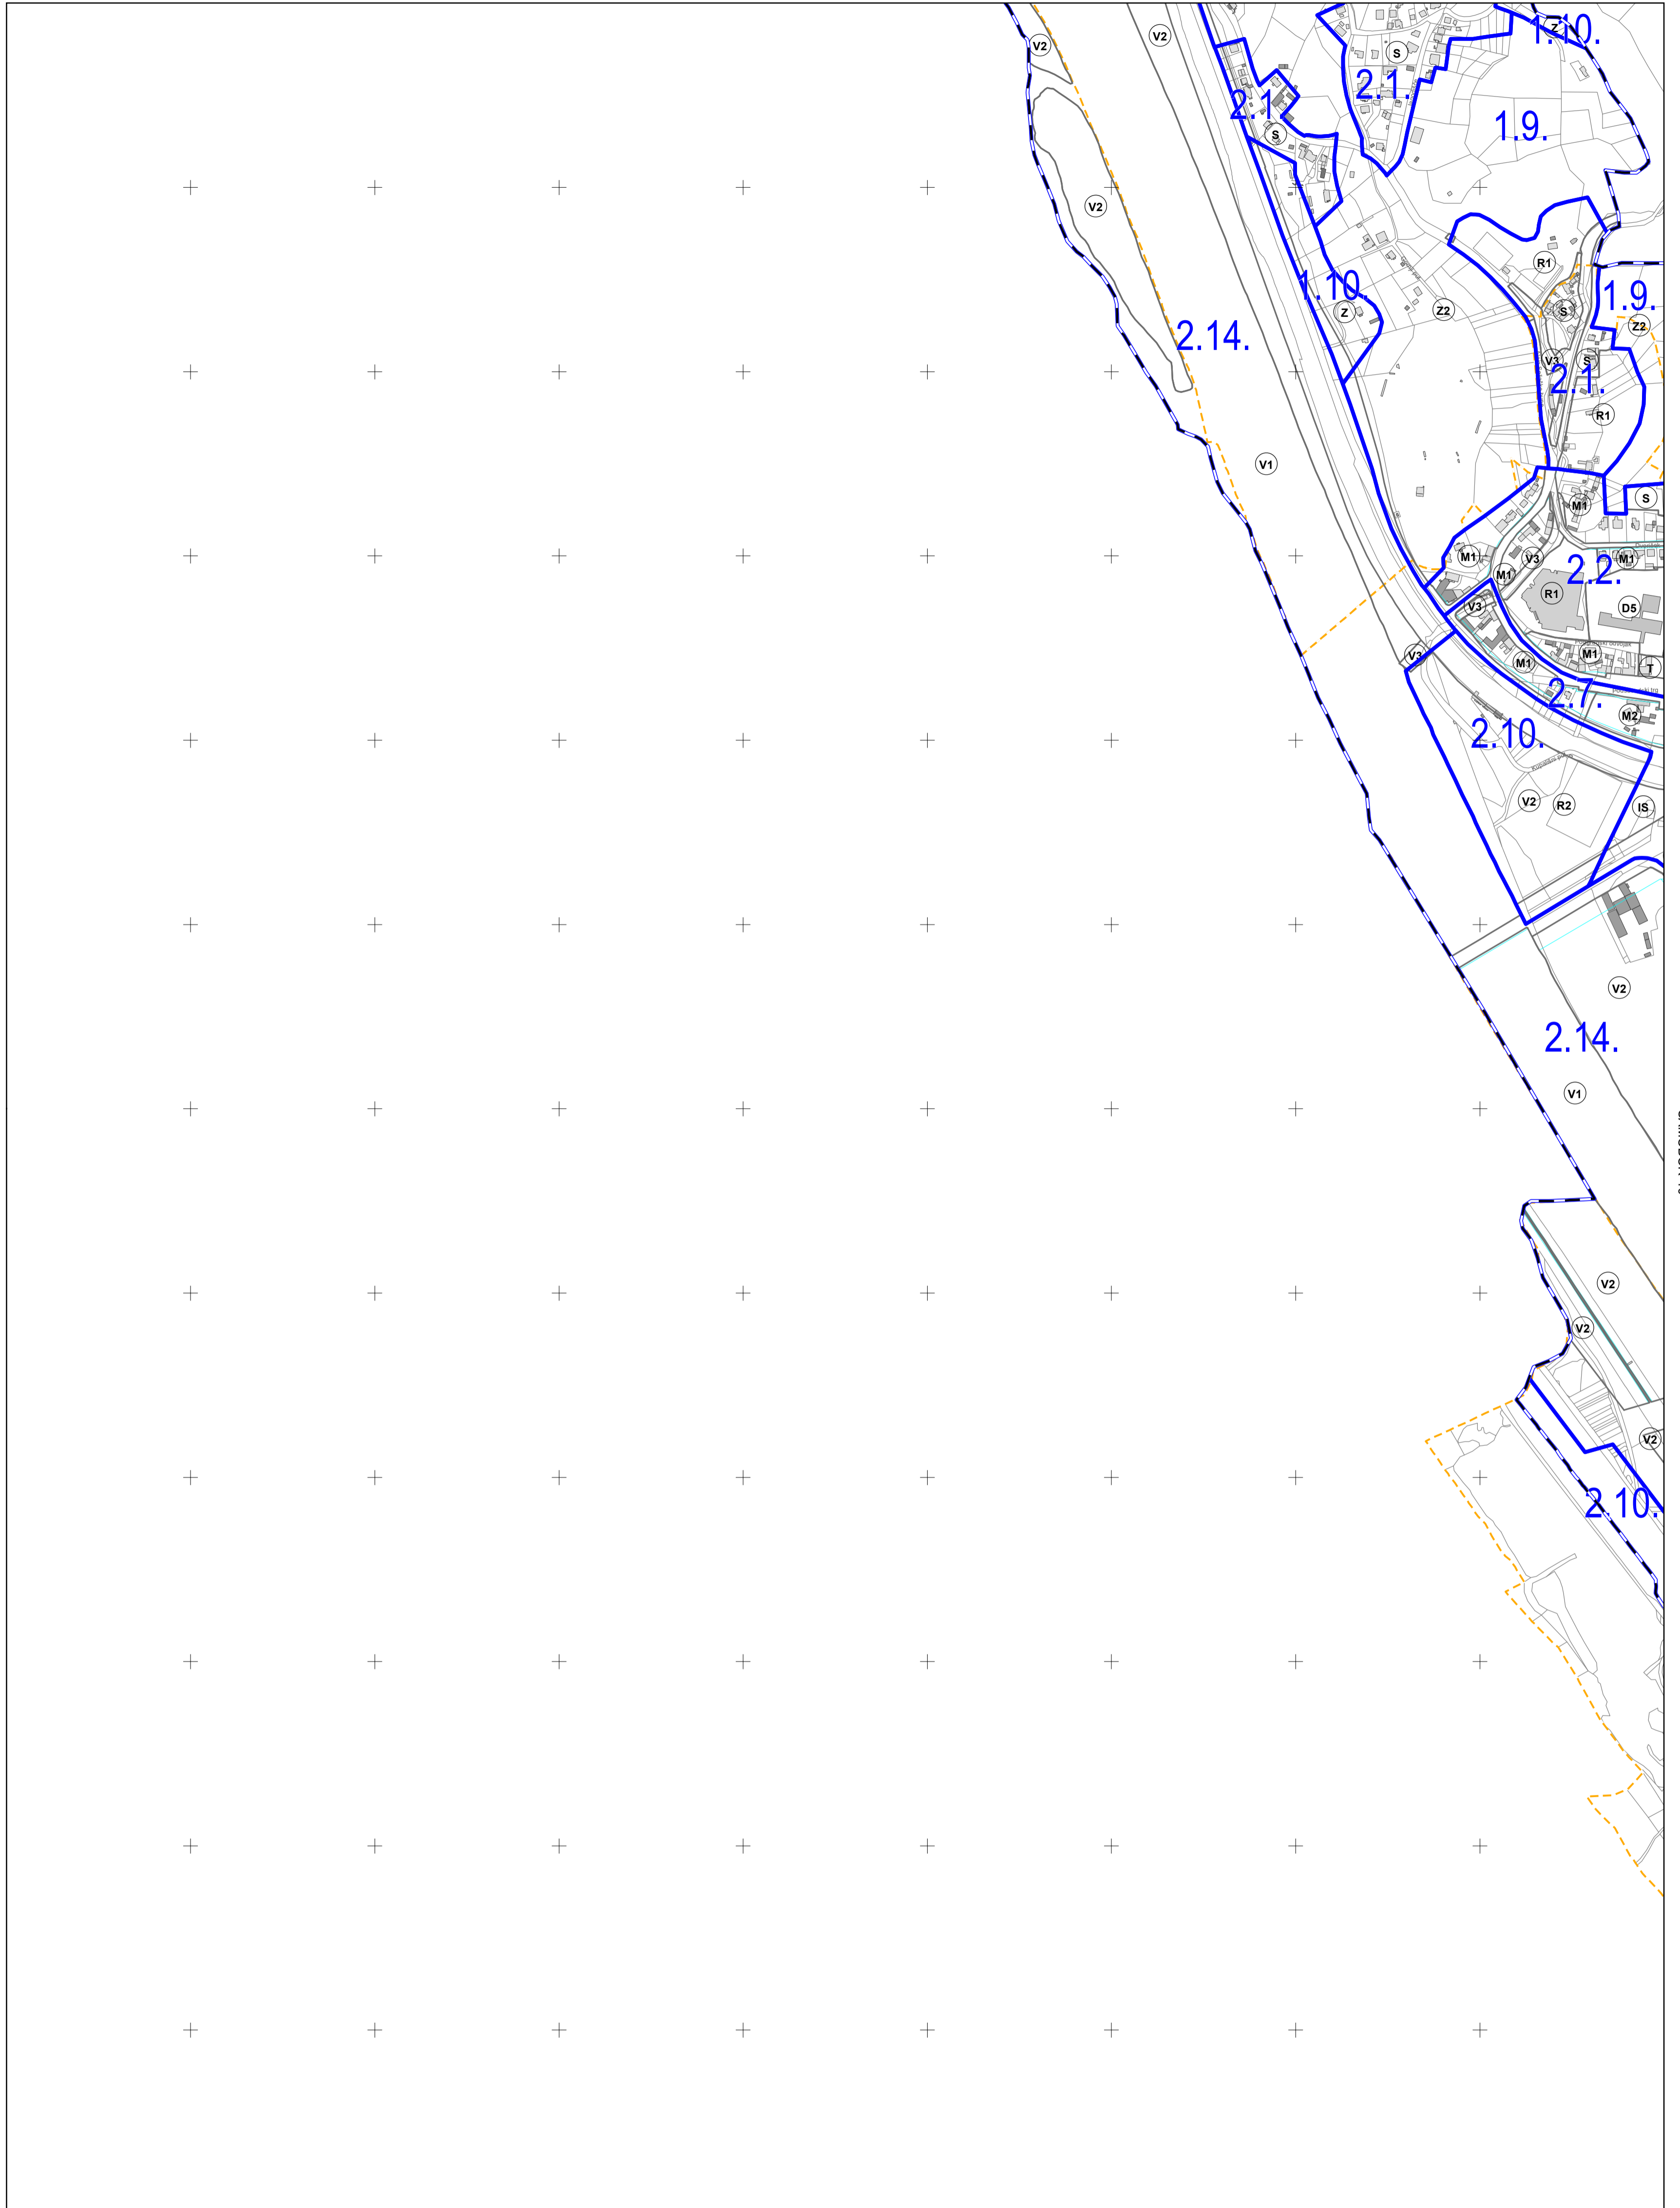 1.10.
Z
V2
V2
S
2.1.
2.1.
1.9.
S
V2
R1
1.10.
Z
Z2
1.9.
S
Z2
2.14.
V3
S
2.1.
R1
V1
S
M1
M1
V3
M1
2.2.
M1
R1
V3
D5
M1
V3
M1
T
2.7.
M2
2.10.
V2
R2
IS
V2
2.14.
V1
V2
V2
V2
2.10.